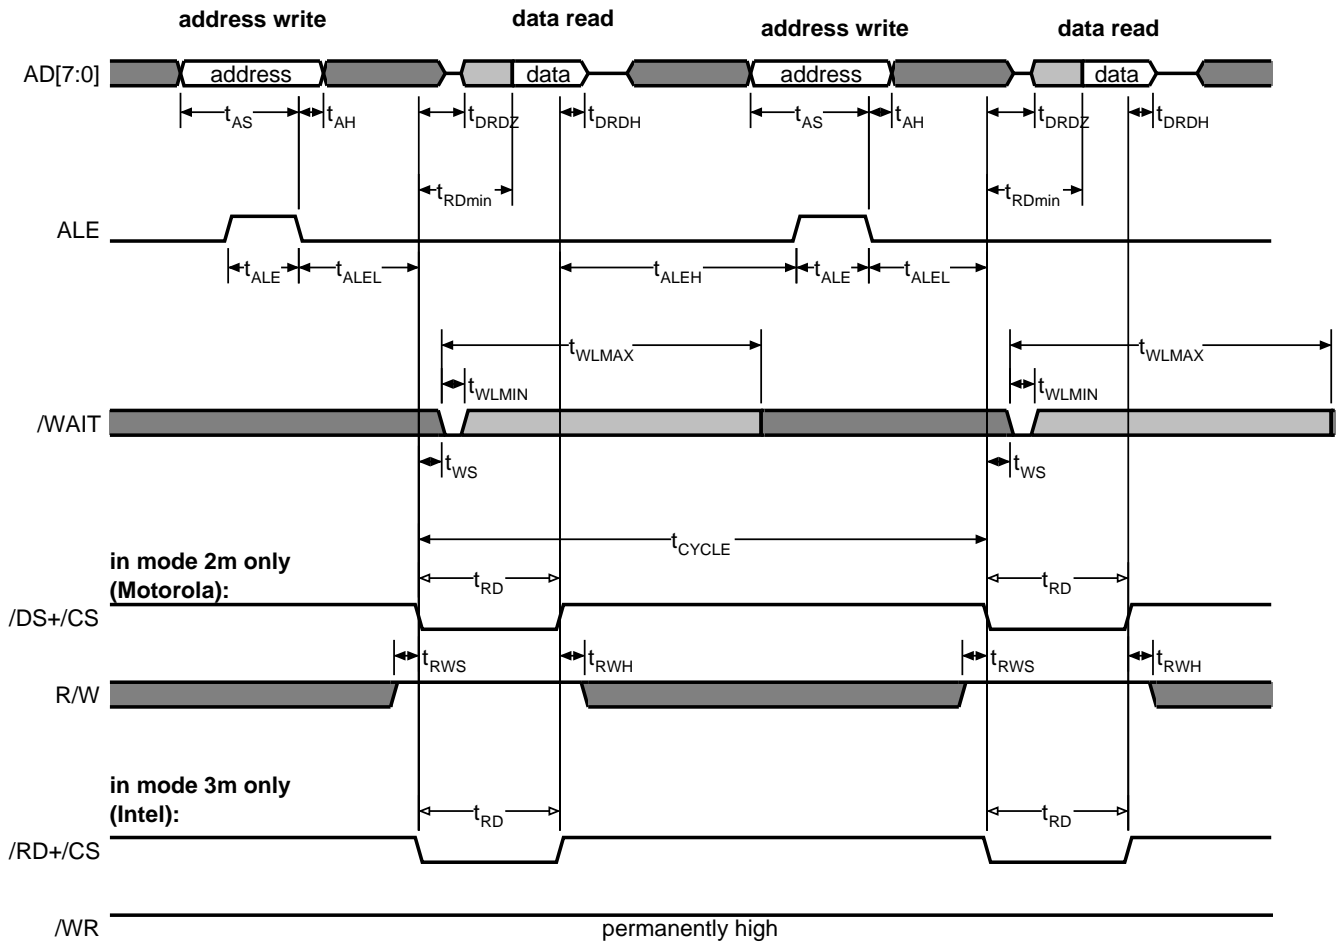 address write data read address write data read
AD[7:0] address data address data
tAS tAH tDRDZ tDRDH tAS tAH tDRDZ tDRDH
tRDmin tRDmin
ALE
tALE tALEL tALEH tALE tALEL
tWLMAX tWLMAX
tWLMIN tWLMIN
/WAIT
tWS tWS
tCYCLE
in mode 2m only
(Motorola):
tRD tRD
/DS+/CS
tRWS tRWH tRWS tRWH
R/W
in mode 3m only
(Intel):
tRD tRD
/RD+/CS
/WR permanently high